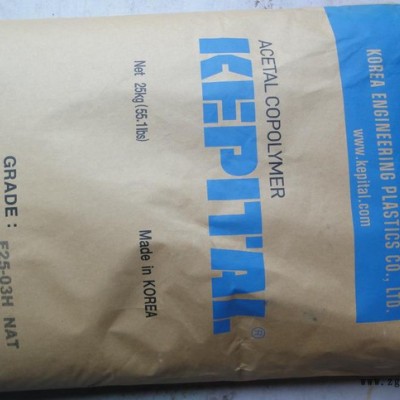 KOREA ENGINEERING PLASTICS CO., LTD.
www.kepital.com
ACETAL COPOLYMER
KEPITAL®
Net 25kg(55.1lbs)
Made in KOREA
GRADE : F25-03H NAT